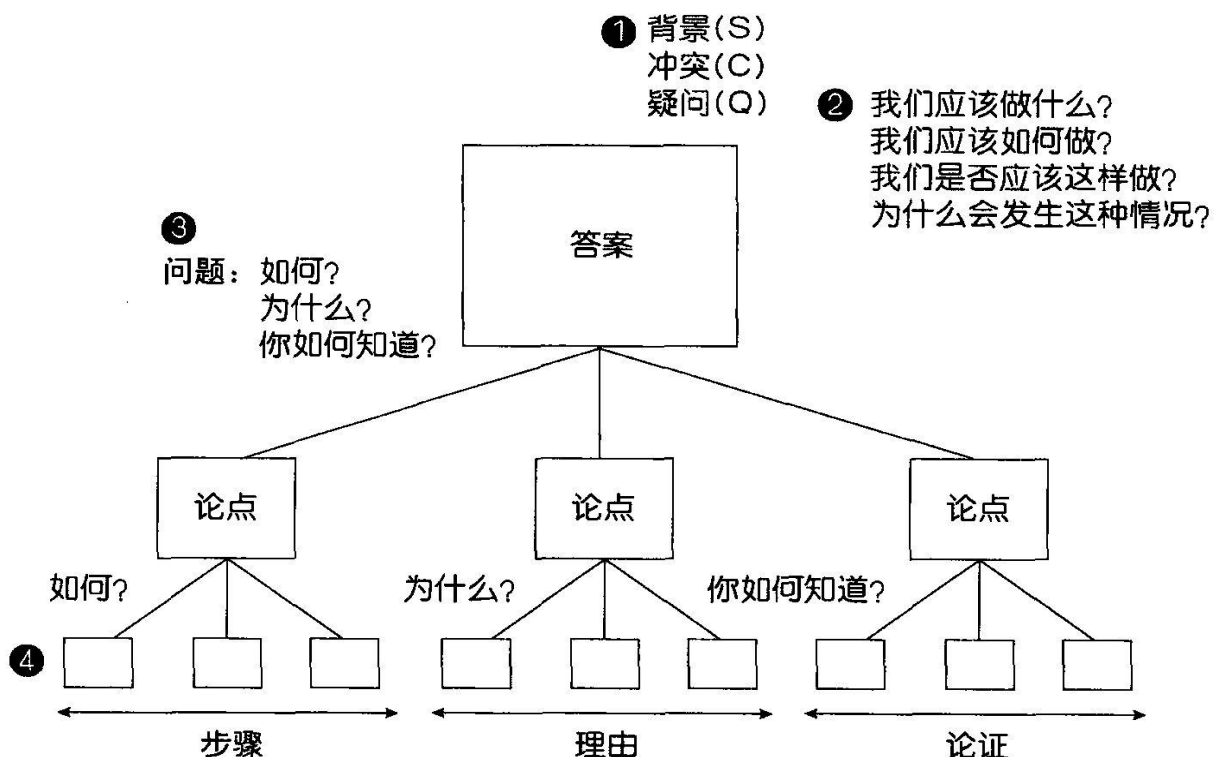 ❶ 背景(S)
冲突(C)
疑问(Q)
❷ 我们应该做什么?
我们应该如何做?
我们是否应该这样做?
为什么会发生这种情况?
答案
❸
问题：如何?
为什么?
你如何知道?
论点 论点 论点
如何? 为什么? 你如何知道?
❹
步骤 理由 论证